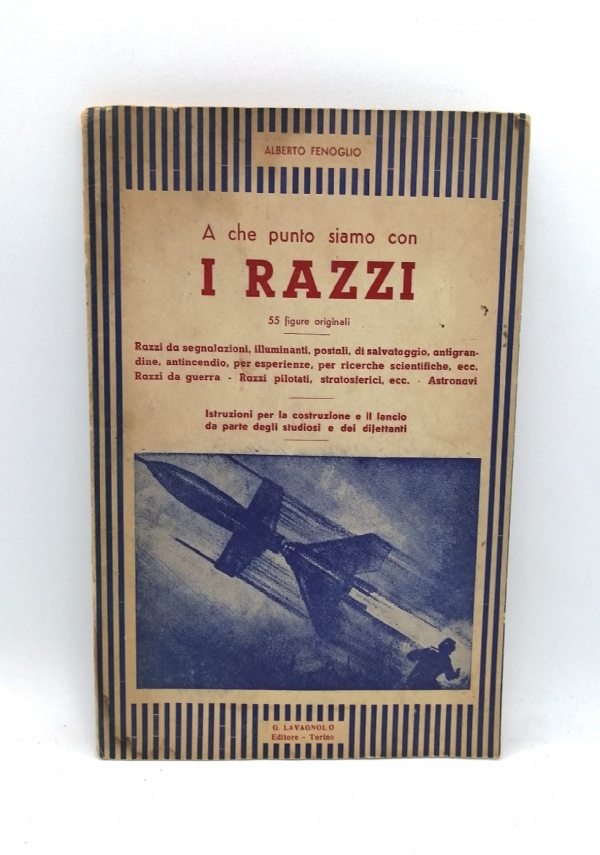 ALBERTO FENOGLIO
A che punto siamo con
I RAZZI
55 figure originali
Razzi da segnalazioni, illuminanti, postali, di salvataggio, antigran-
dine, antincendio, per esperienze, per ricerche scientifiche, ecc.
Razzi da guerra - Razzi pilotati, stratosferici, ecc. - Astronavi
Istruzioni per la costruzione e il lancio
da parte degli studiosi e dei dilettanti
G. LAVAGNOLO
Editore - Torino